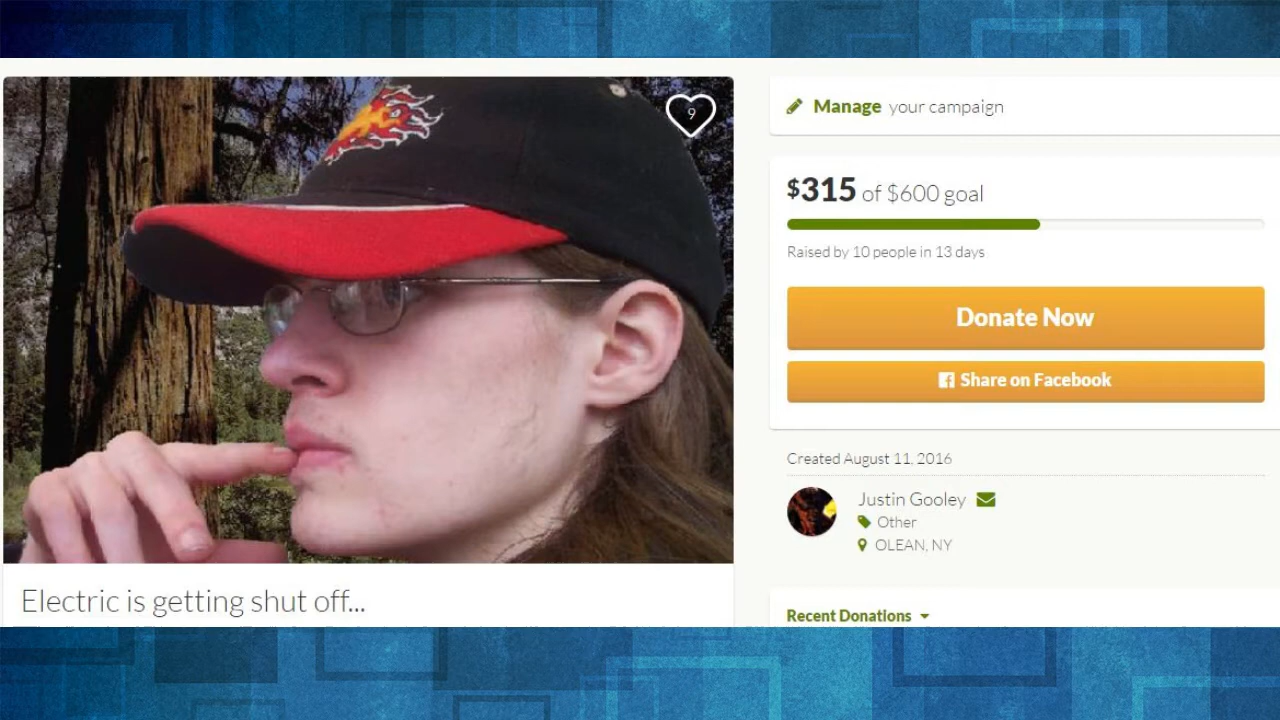 9
Electric is getting shut off...
Manage your campaign
$315 of $600 goal
Raised by 10 people in 13 days
Donate Now
Share on Facebook
Created August 11, 2016
Justin Gooley
Other
OLEAN, NY
Recent Donations